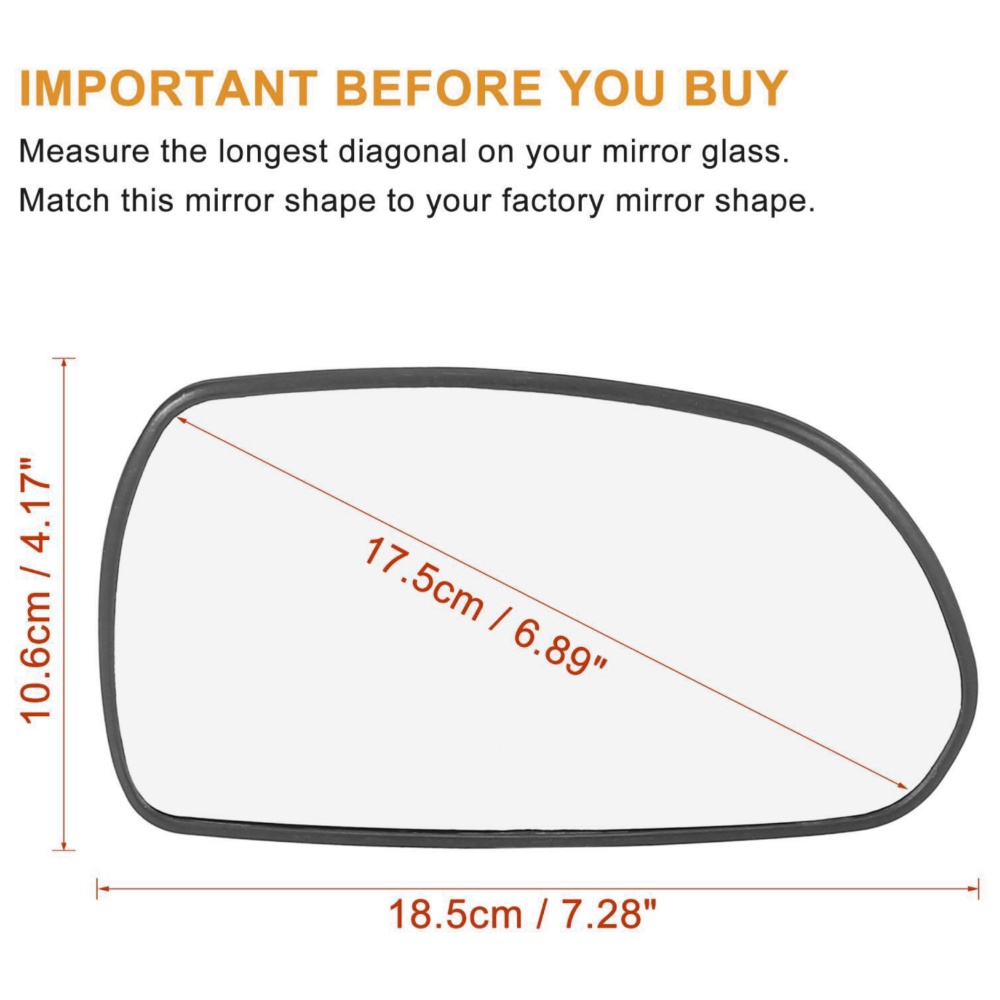 IMPORTANT BEFORE YOU BUY
Measure the longest diagonal on your mirror glass.
Match this mirror shape to your factory mirror shape.
10.6cm / 4.17"
17.5cm / 6.89"
18.5cm / 7.28"